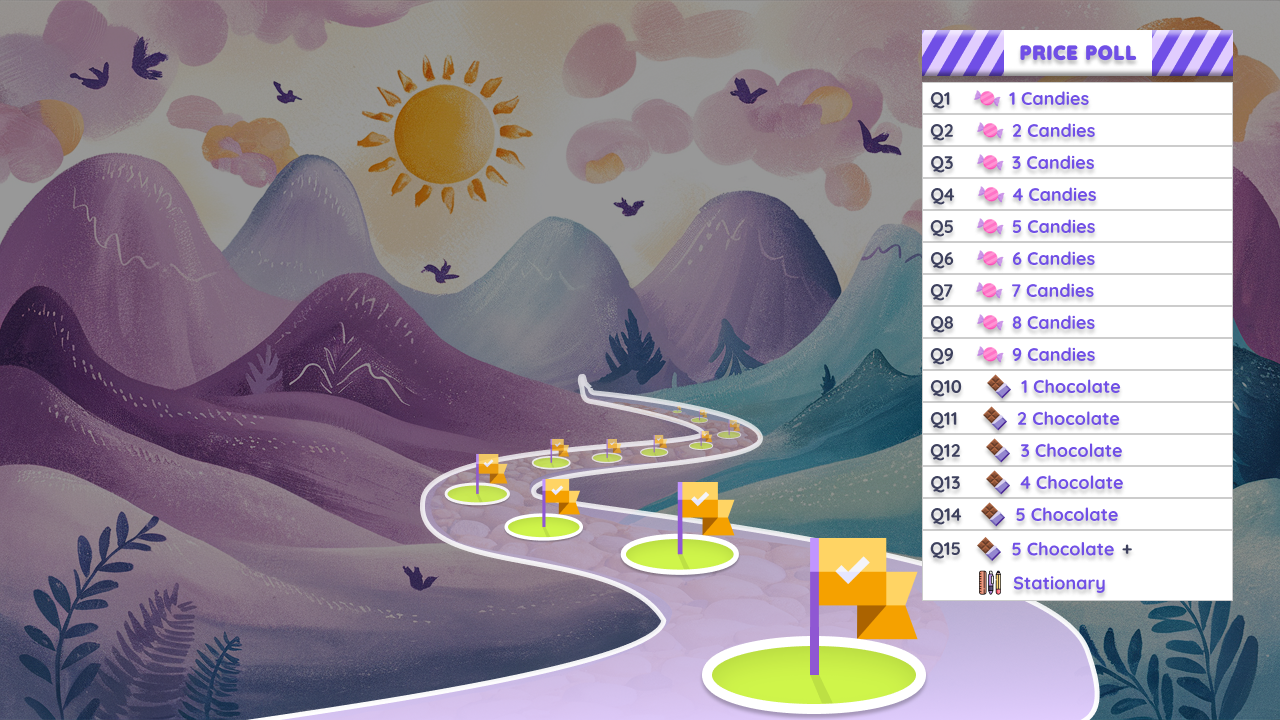 PRICE POLL
Q1 1 Candies
Q2 2 Candies
Q3 3 Candies
Q4 4 Candies
Q5 5 Candies
Q6 6 Candies
Q7 7 Candies
Q8 8 Candies
Q9 9 Candies
Q10 1 Chocolate
Q11 2 Chocolate
Q12 3 Chocolate
Q13 4 Chocolate
Q14 5 Chocolate
Q15 5 Chocolate +
Stationary